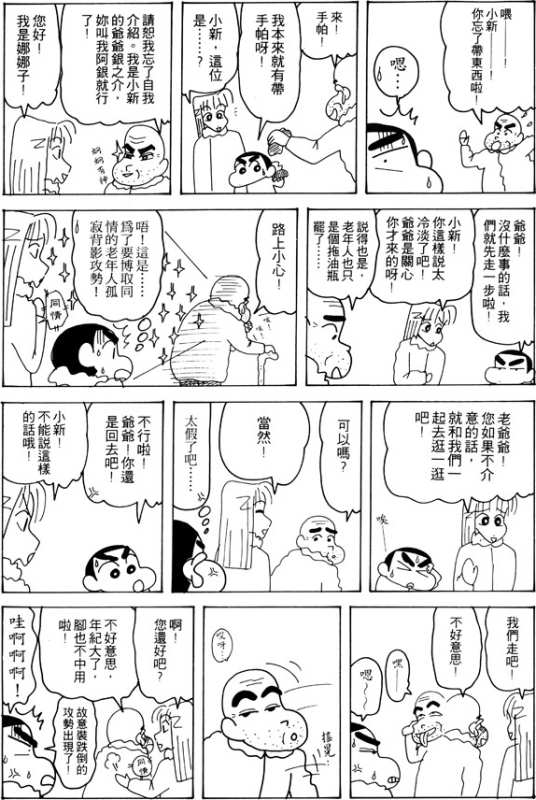 喂——！
小新——！
你忘了帶東西啦！
嗯……
來！
手帕！
我本來就有帶
手帕呀！
小新，這位
是……？
請恕我忘了自我
介紹。我是小新
的爺爺銀之介，
妳叫我阿銀就行
啦！
您好！
我是娜娜子！
爺爺！
沒什麼事的話，我
們就先走一步啦！
小新！
你這樣說太
冷淡了吧！
爺爺是關心
你才來的呀！
說得也是，
老年人也只
是個拖油瓶
罷了……
路上小心！
唔！這是……
為了要博取同
情的老年人孤
寂背影攻勢！
同情
老爺爺！
您如果不介
意的話，
就和我們一
起去逛一逛
吧！
唉
可以嗎？
當然！
太假了吧……
不行啦！
爺爺！你還
是回去吧！
小新！
不能說這樣
的話哦！
我們走吧！
不好意思！
嘿…
嗯～
搖晃
啊！
您還好吧？
不好意思，
年紀大了，
腳也不中用
啦！
同情
故意裝跌倒的
攻勢出現了！
哇啊啊啊！